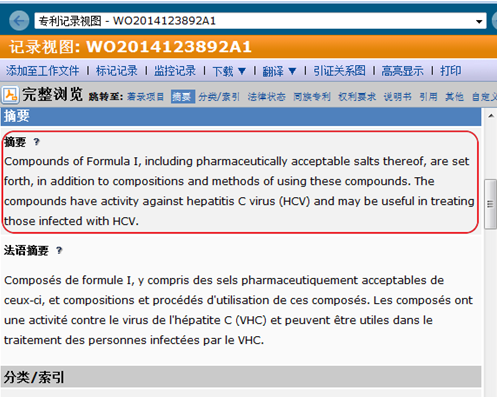 专利记录视图 - WO2014123892A1
记录视图: WO2014123892A1
添加至工作文件 | 标记记录 | 监控记录 | 下载 ▼ | 翻译 ▼ | 引证关系图 | 高亮显示 | 打印
完整浏览 跳转至: 著录项目 摘要 分类/索引 法律状态 同族专利 权利要求 说明书 引用 其他 自定义
摘要
摘要 ?
Compounds of Formula I, including pharmaceutically acceptable salts thereof, are set
forth, in addition to compositions and methods of using these compounds. The
compounds have activity against hepatitis C virus (HCV) and may be useful in treating
those infected with HCV.
法语摘要 ?
Composés de formule I, y compris des sels pharmaceutiquement acceptables de
ceux-ci, et compositions et procédés d'utilisation de ces composés. Les composés ont
une activité contre le virus de l'hépatite C (VHC) et peuvent être utiles dans le
traitement des personnes infectées par le VHC.
分类/索引